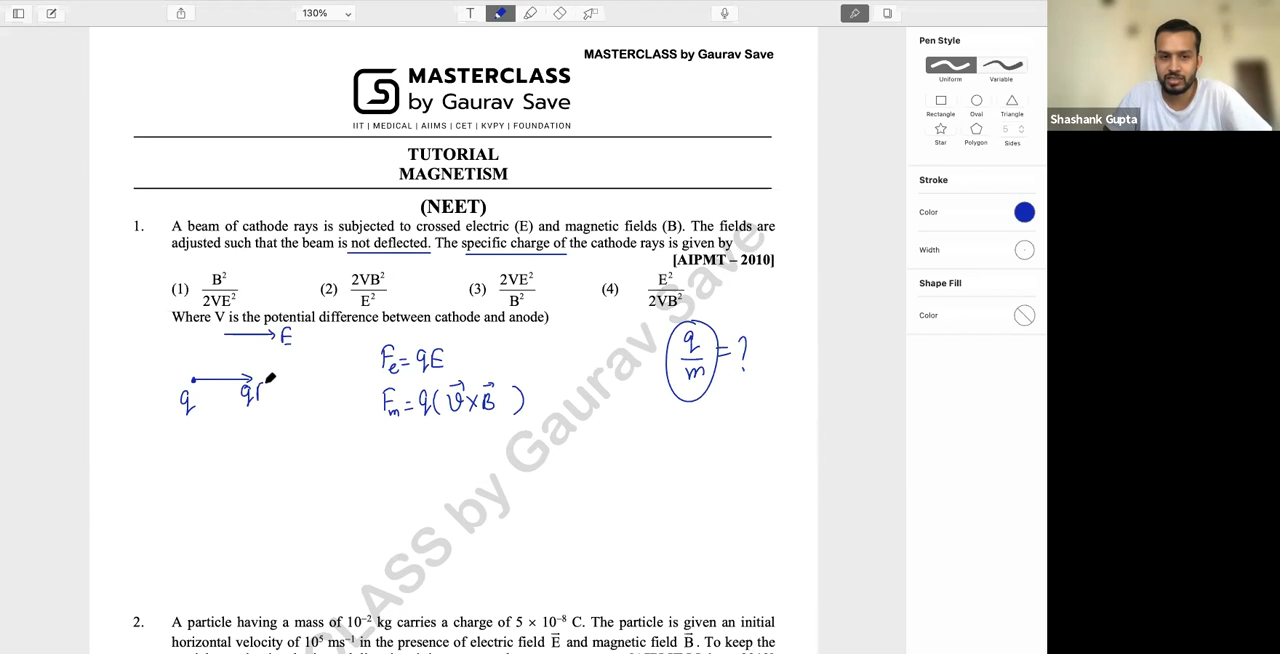 130%
T
MASTERCLASS by Gaurav Save
MASTERCLASS
by Gaurav Save
IIT | MEDICAL | AIIMS | CET | KVPY | FOUNDATION
TUTORIAL
MAGNETISM
(NEET)
1. A beam of cathode rays is subjected to crossed electric (E) and magnetic fields (B). The fields are
adjusted such that the beam is not deflected. The specific charge of the cathode rays is given by
[AIPMT – 2010]
(1) B²/2VE² (2) 2VB²/E² (3) 2VE²/B² (4) E²/2VB²
Where V is the potential difference between cathode and anode)
E
Fe = qE
q/m = ?
q
Fm = q(v⃗ × B⃗ )
CLASS by Gaurav Save
2. A particle having a mass of 10⁻² kg carries a charge of 5 × 10⁻⁸ C. The particle is given an initial
horizontal velocity of 10⁵ ms⁻¹ in the presence of electric field E⃗ and magnetic field B⃗. To keep the
Pen Style
Uniform
Variable
Rectangle
Oval
Triangle
Star
Polygon
5
Sides
Stroke
Color
Width
Shape Fill
Color
Shashank Gupta